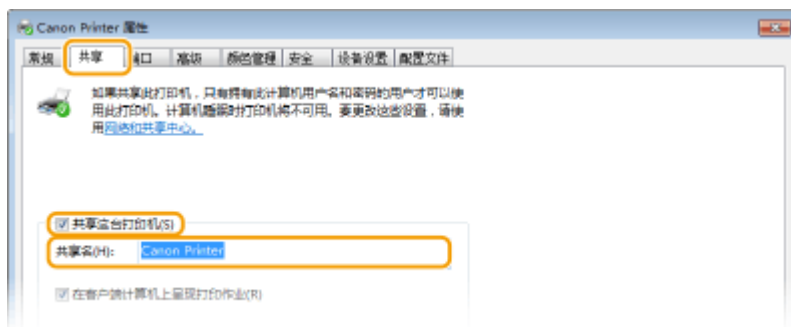 Canon Printer 属性
常规 共享 端口 高级 颜色管理 安全 设备设置 配置文件
如果共享此打印机，只有拥有此计算机用户名和密码的用户才可以使
用此打印机。计算机睡眠时打印机将不可用。要更改这些设置，请使
用网络和共享中心。
共享这台打印机(S)
共享名(H): Canon Printer
在客户端计算机上呈现打印作业(R)